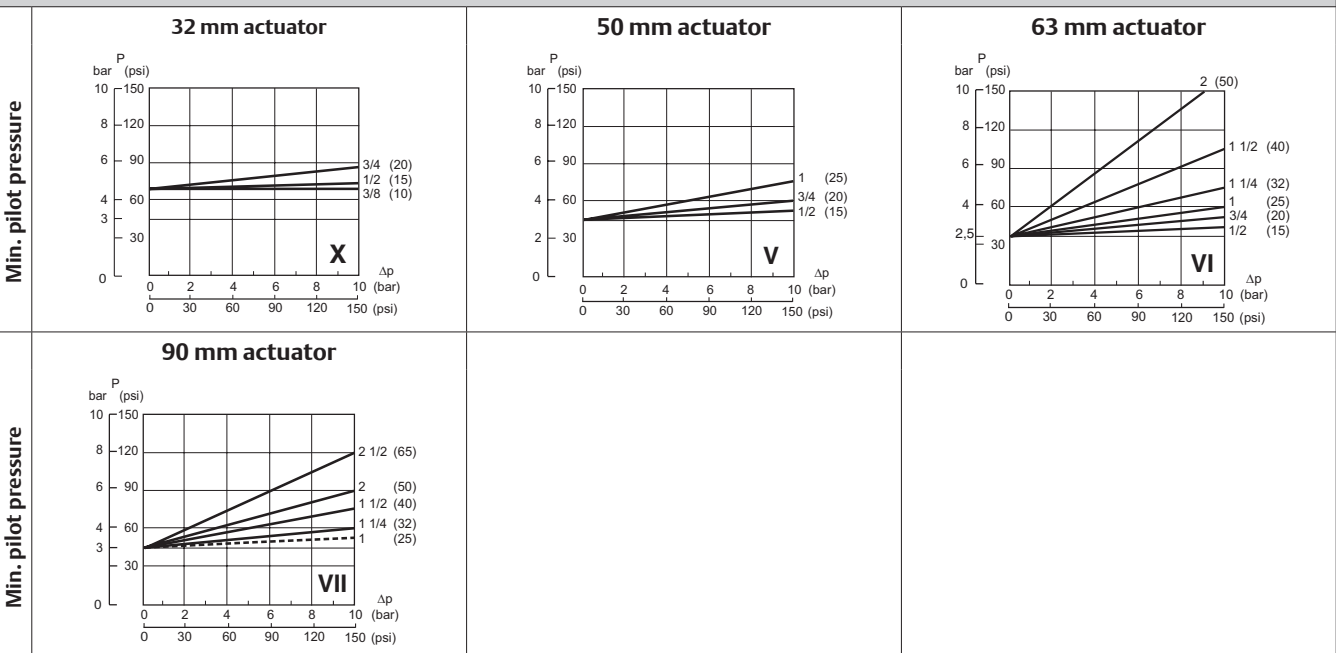 32 mm actuator
50 mm actuator
63 mm actuator
Min. pilot pressure
P
bar (psi)
10 150
8 120
6 90
4 60
3
30
0
3/4 (20)
1/2 (15)
3/8 (10)
X
Δp
0 2 4 6 8 10 (bar)
0 30 60 90 120 150 (psi)
P
bar (psi)
10 150
8 120
6 90
4 60
2 30
0
1 (25)
3/4 (20)
1/2 (15)
V
Δp
0 2 4 6 8 10 (bar)
0 30 60 90 120 150 (psi)
P
bar (psi)
10 150
8 120
6 90
4 60
2,5 30
0
2 (50)
1 1/2 (40)
1 1/4 (32)
1 (25)
3/4 (20)
1/2 (15)
VI
Δp
0 2 4 6 8 10 (bar)
0 30 60 90 120 150 (psi)
90 mm actuator
Min. pilot pressure
P
bar (psi)
10 150
8 120
6 90
4 60
3
30
0
2 1/2 (65)
2 (50)
1 1/2 (40)
1 1/4 (32)
1 (25)
VII
Δp
0 2 4 6 8 10 (bar)
0 30 60 90 120 150 (psi)